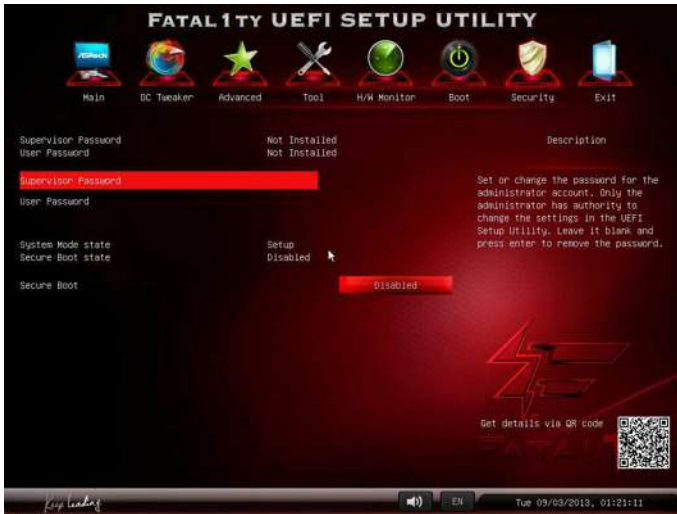 FATAL1TY UEFI SETUP UTILITY
ASRock
Main OC Tweaker Advanced Tool H/W Monitor Boot Security Exit
Supervisor Password Not Installed
User Password Not Installed
Description
Supervisor Password
User Password
Set or change the password for the
administrator account. Only the
administrator has authority to
change the settings in the UEFI
Setup Utility. Leave it blank and
press enter to remove the password.
System Mode state Setup
Secure Boot state Disabled
Secure Boot Disabled
Get details via QR code
FATAL1
Keep Leading
EN
Tue 09/03/2013, 01:21:11